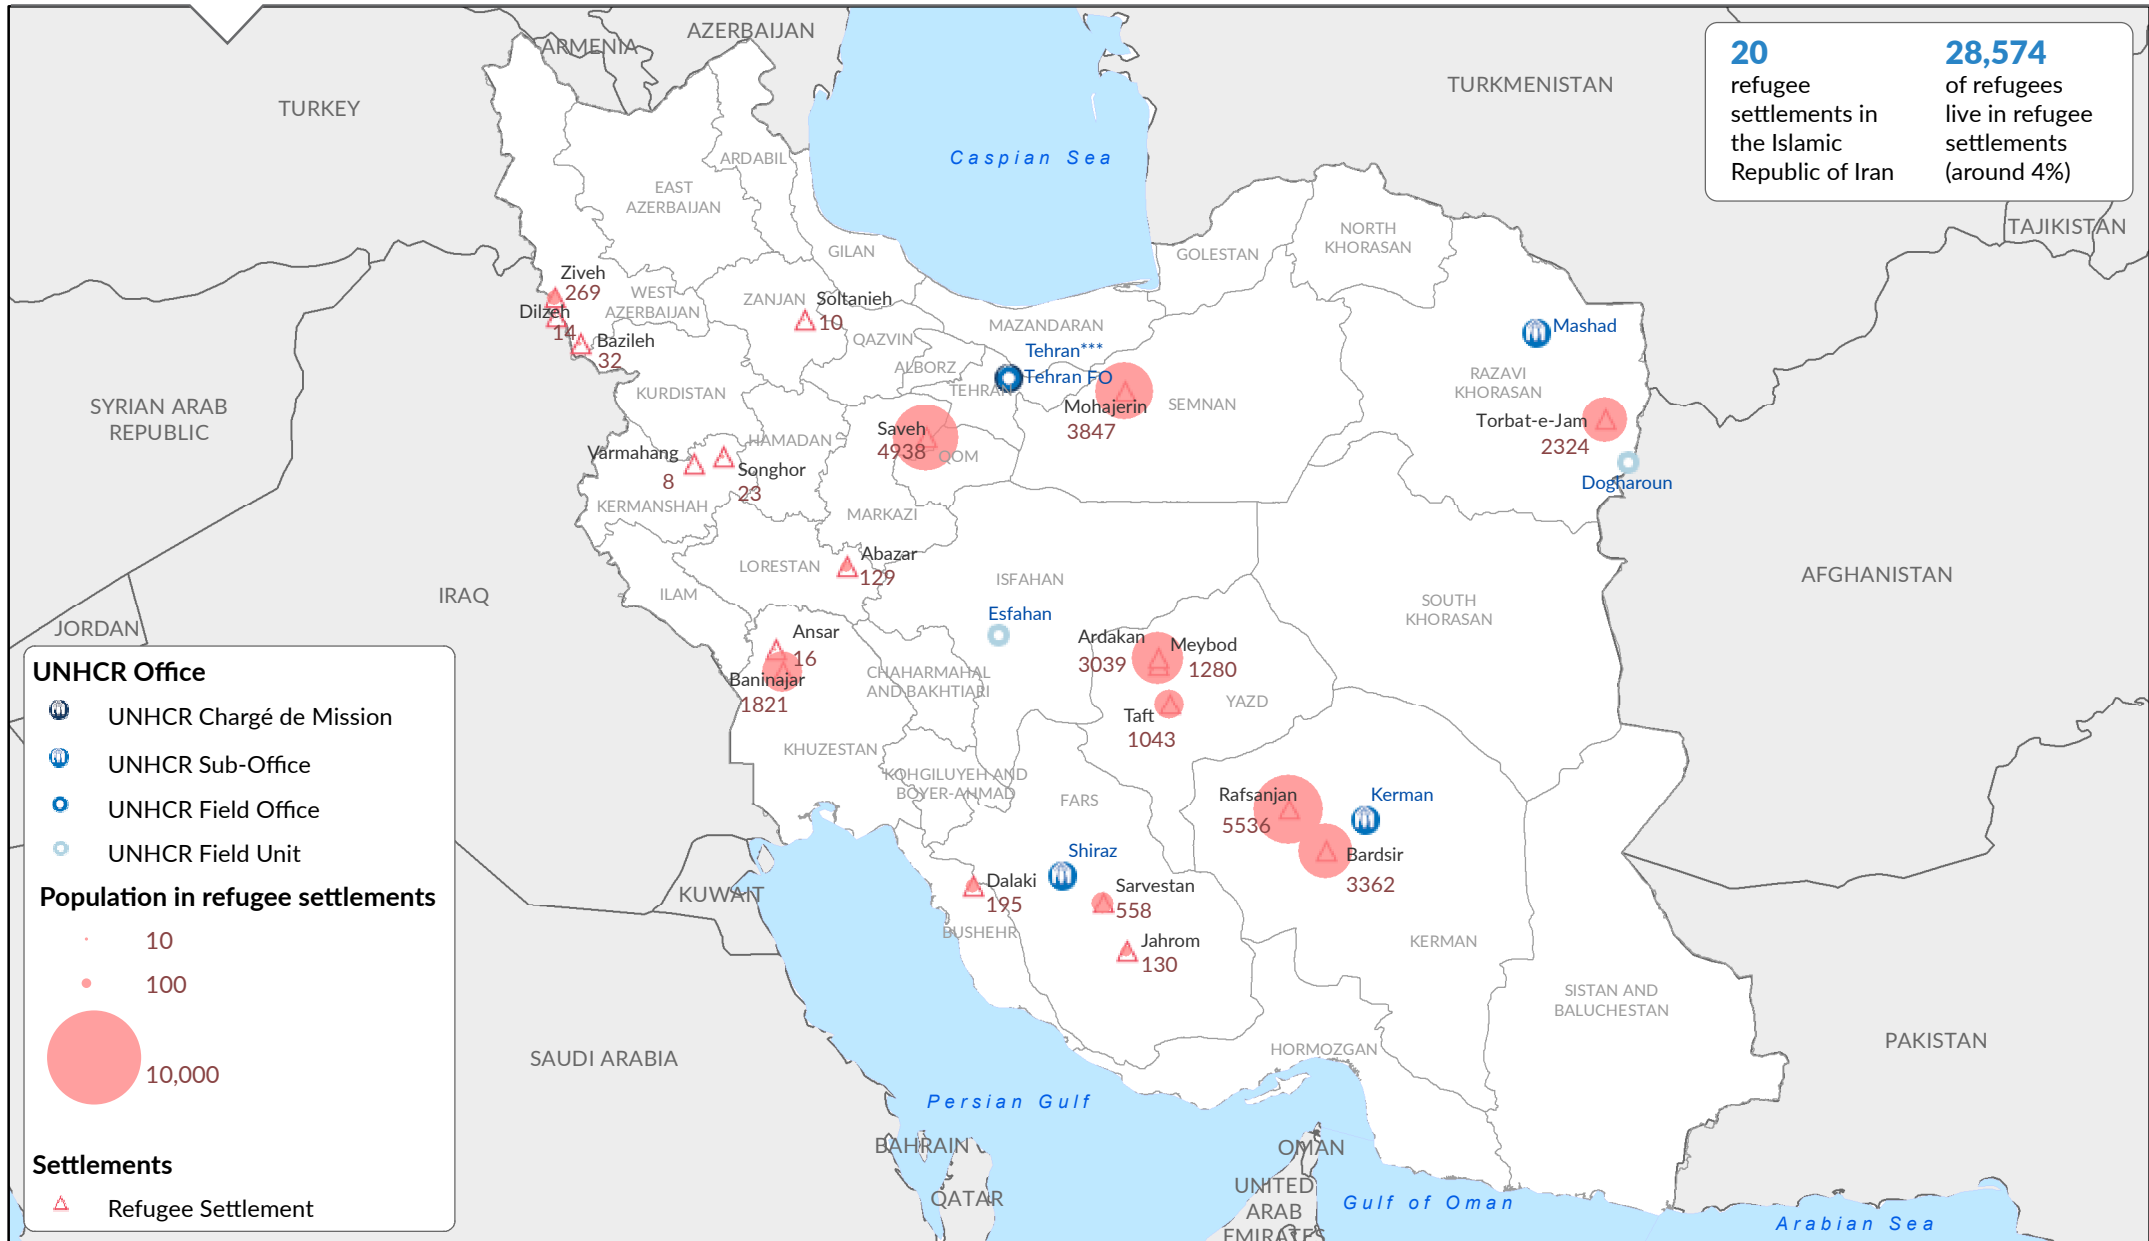 AZERBAIJAN
ARMENIA
TURKEY
TURKMENISTAN
TAJIKISTAN
20
refugee
settlements in
the Islamic
Republic of Iran
28,574
of refugees
live in refugee
settlements
(around 4%)
Caspian Sea
ARDABIL
EAST
AZERBAIJAN
GILAN
GOLESTAN
NORTH
KHORASAN
Ziveh
269
Dilzeh
14
WEST
AZERBAIJAN
Bazileh
32
ZANJAN
Soltanieh
10
QAZVIN
MAZANDARAN
Tehran***
Tehran FO
ALBORZ
TEHRAN
Mohajerin
3847
SEMNAN
Mashad
RAZAVI
KHORASAN
Torbat-e-Jam
2324
Dogharoun
KURDISTAN
SYRIAN ARAB
REPUBLIC
Saveh
4938
QOM
HAMADAN
Varmahang
8
Songhor
23
KERMANSHAH
MARKAZI
LORESTAN
Abazar
129
ISFAHAN
Esfahan
ILAM
IRAQ
JORDAN
AFGHANISTAN
SOUTH
KHORASAN
Ansar
16
Baninajar
1821
CHAHARMAHAL
AND BAKHTIARI
Ardakan
3039
Meybod
1280
Taft
1043
YAZD
KHUZESTAN
KOHGILUYEH AND
BOYER-AHMAD
FARS
Rafsanjan
5536
Kerman
Bardsir
3362
Shiraz
Dalaki
195
Sarvestan
558
BUSHEHR
Jahrom
130
KERMAN
KUWAIT
SISTAN AND
BALUCHESTAN
HORMOZGAN
SAUDI ARABIA
PAKISTAN
Persian Gulf
BAHRAIN
QATAR
OMAN
UNITED
ARAB
EMIRATES
Gulf of Oman
Arabian Sea
UNHCR Office
UNHCR Chargé de Mission
UNHCR Sub-Office
UNHCR Field Office
UNHCR Field Unit
Population in refugee settlements
10
100
10,000
Settlements
Refugee Settlement